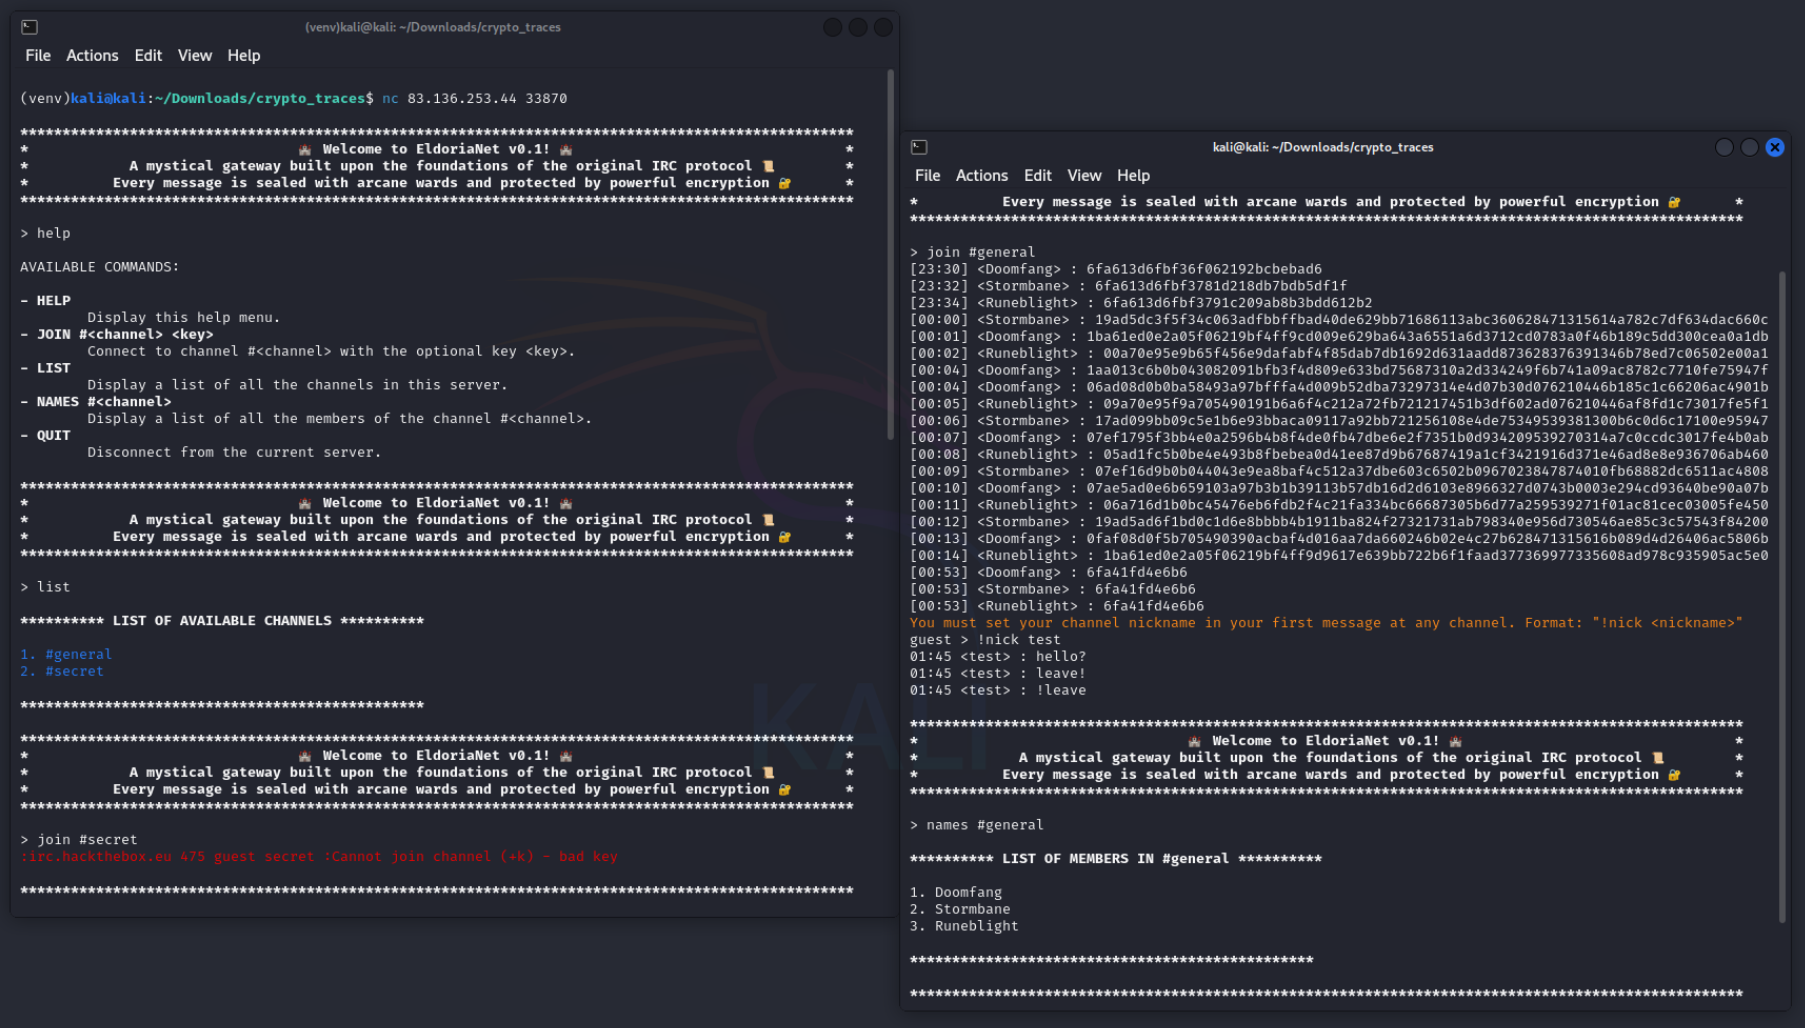 (venv)kali@kali: ~/Downloads/crypto_traces
File Actions Edit View Help
(venv)kali@kali:~/Downloads/crypto_traces$ nc 83.136.253.44 33870
***************************************************************************************************
* 🏰 Welcome to EldoriaNet v0.1! 🏰 *
* A mystical gateway built upon the foundations of the original IRC protocol 📜 *
* Every message is sealed with arcane wards and protected by powerful encryption 🔐 *
***************************************************************************************************
> help
AVAILABLE COMMANDS:
- HELP
Display this help menu.
- JOIN #<channel> <key>
Connect to channel #<channel> with the optional key <key>.
- LIST
Display a list of all the channels in this server.
- NAMES #<channel>
Display a list of all the members of the channel #<channel>.
- QUIT
Disconnect from the current server.
***************************************************************************************************
* 🏰 Welcome to EldoriaNet v0.1! 🏰 *
* A mystical gateway built upon the foundations of the original IRC protocol 📜 *
* Every message is sealed with arcane wards and protected by powerful encryption 🔐 *
***************************************************************************************************
> list
********** LIST OF AVAILABLE CHANNELS **********
1. #general
2. #secret
************************************************
***************************************************************************************************
* 🏰 Welcome to EldoriaNet v0.1! 🏰 *
* A mystical gateway built upon the foundations of the original IRC protocol 📜 *
* Every message is sealed with arcane wards and protected by powerful encryption 🔐 *
***************************************************************************************************
> join #secret
:irc.hackthebox.eu 475 guest secret :Cannot join channel (+k) - bad key
***************************************************************************************************
kali@kali: ~/Downloads/crypto_traces
File Actions Edit View Help
* Every message is sealed with arcane wards and protected by powerful encryption 🔐 *
***************************************************************************************************
> join #general
[23:30] <Doomfang> : 6fa613d6fbf36f062192bcbebad6
[23:32] <Stormbane> : 6fa613d6fbf3781d218db7bdb5df1f
[23:34] <Runeblight> : 6fa613d6fbf3791c209ab8b3bdd612b2
[00:00] <Stormbane> : 19ad5dc3f5f34c063adfbbffbad40de629bb71686113abc360628471315614a782c7df634dac660c
[00:01] <Doomfang> : 1ba61ed0e2a05f06219bf4ff9cd009e629ba643a6551a6d3712cd0783a0f46b189c5dd300cea0a1db
[00:02] <Runeblight> : 00a70e95e9b65f456e9dafabf4f85dab7db1692d631aadd873628376391346b78ed7c06502e00a1
[00:04] <Doomfang> : 1aa013c6b0b043082091bfb3f4d809e633bd75687310a2d334249f6b741a09ac8782c7710fe75947f
[00:04] <Doomfang> : 06ad08d0b0ba58493a97bfffa4d009b52dba73297314e4d07b30d076210446b185c1c66206ac4901b
[00:05] <Runeblight> : 09a70e95f9a705490191b6a6f4c212a72fb721217451b3df602ad076210446af8fd1c73017fe5f1
[00:06] <Stormbane> : 17ad099bb09c5e1b6e93bbaca09117a92bb721256108e4de75349539381300b6c0d6c17100e95947
[00:07] <Doomfang> : 07ef1795f3bb4e0a2596b4b8f4de0fb47dbe6e2f7351b0d934209539270314a7c0ccdc3017fe4b0ab
[00:08] <Runeblight> : 05ad1fc5b0be4e493b8fbebea0d41ee87d9b67687419a1cf3421916d371e46ad8e8e936706ab460
[00:09] <Stormbane> : 07ef16d9b0b044043e9ea8baf4c512a37dbe603c6502b0967023847874010fb68882dc6511ac4808
[00:10] <Doomfang> : 07ae5ad0e6b659103a97b3b1b39113b57db16d2d6103e8966327d0743b0003e294cd93640be90a07b
[00:11] <Runeblight> : 06a716d1b0bc45476eb6fdb2f4c21fa334bc66687305b6d77a259539271f01ac81cec03005fe450
[00:12] <Stormbane> : 19ad5ad6f1bd0c1d6e8bbbb4b1911ba824f27321731ab798340e956d730546ae85c3c57543f84200
[00:13] <Doomfang> : 0faf08d0f5b705490390acbaf4d016aa7da660246b02e4c27b628471315616b089d4d26406ac5806b
[00:14] <Runeblight> : 1ba61ed0e2a05f06219bf4ff9d9617e639bb722b6f1faad377369977335608ad978c935905ac5e0
[00:53] <Doomfang> : 6fa41fd4e6b6
[00:53] <Stormbane> : 6fa41fd4e6b6
[00:53] <Runeblight> : 6fa41fd4e6b6
You must set your channel nickname in your first message at any channel. Format: "!nick <nickname>"
guest > !nick test
01:45 <test> : hello?
01:45 <test> : leave!
01:45 <test> : !leave
***************************************************************************************************
* 🏰 Welcome to EldoriaNet v0.1! 🏰 *
* A mystical gateway built upon the foundations of the original IRC protocol 📜 *
* Every message is sealed with arcane wards and protected by powerful encryption 🔐 *
***************************************************************************************************
> names #general
********** LIST OF MEMBERS IN #general **********
1. Doomfang
2. Stormbane
3. Runeblight
************************************************
***************************************************************************************************
KALI